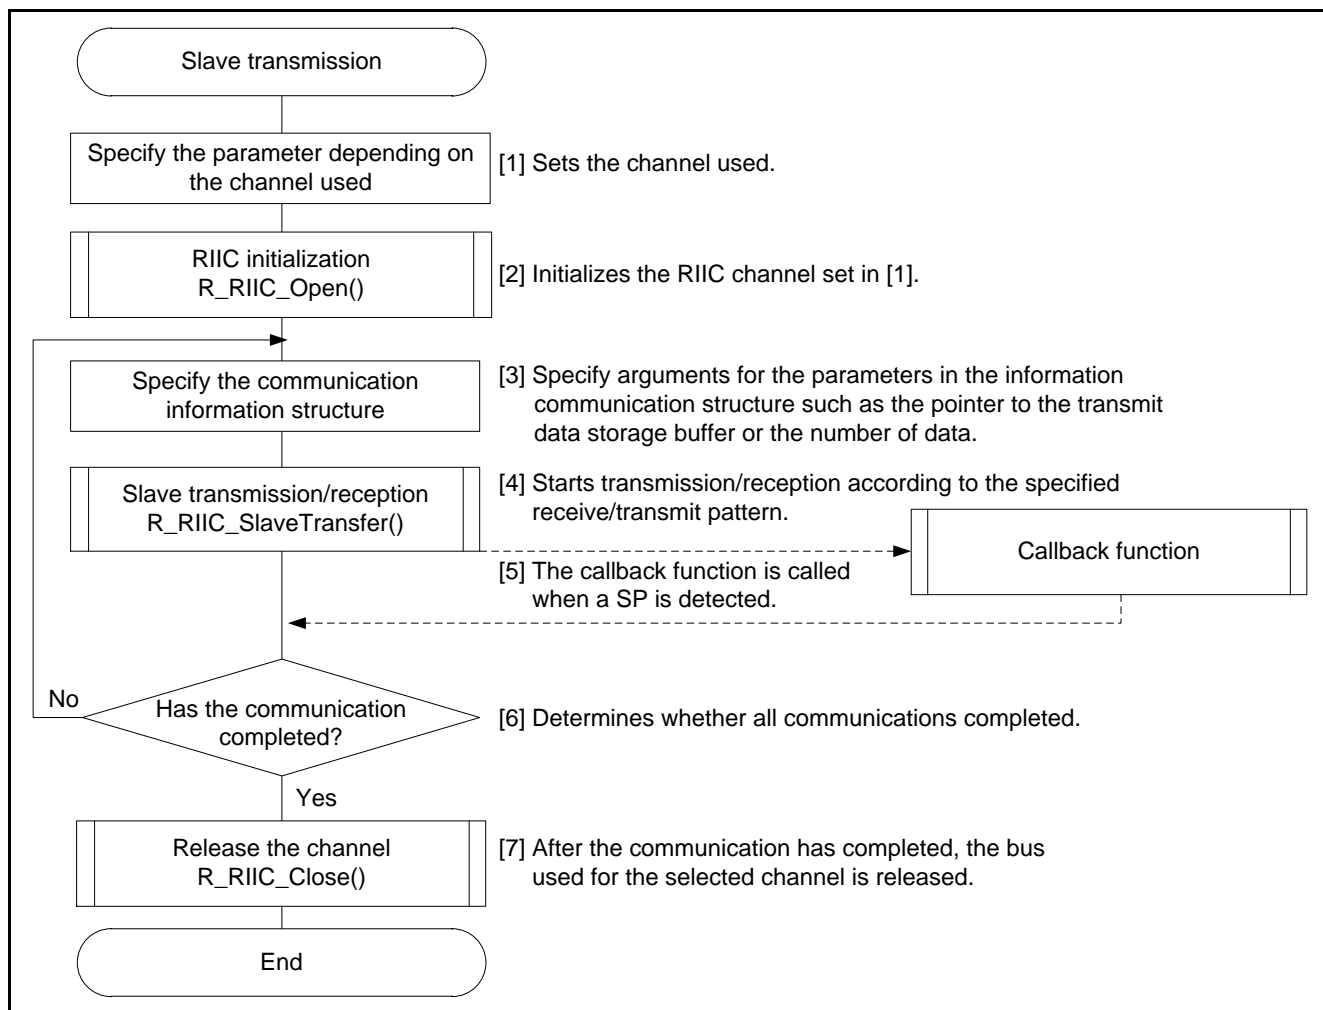 Slave transmission
Specify the parameter depending on
the channel used
[1] Sets the channel used.
RIIC initialization
R_RIIC_Open()
[2] Initializes the RIIC channel set in [1].
Specify the communication
information structure
[3] Specify arguments for the parameters in the information
communication structure such as the pointer to the transmit
data storage buffer or the number of data.
Slave transmission/reception
R_RIIC_SlaveTransfer()
[4] Starts transmission/reception according to the specified
receive/transmit pattern.
Callback function
[5] The callback function is called
when a SP is detected.
No
Has the communication
completed?
[6] Determines whether all communications completed.
Yes
Release the channel
R_RIIC_Close()
[7] After the communication has completed, the bus
used for the selected channel is released.
End